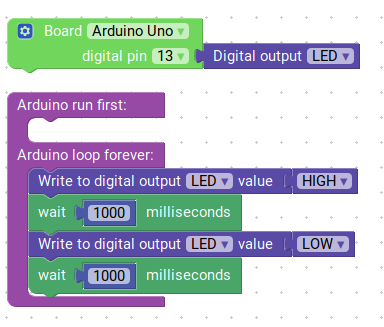 Board Arduino Uno
digital pin 13 Digital output LED
Arduino run first:
Arduino loop forever:
Write to digital output LED value HIGH
wait 1000 milliseconds
Write to digital output LED value LOW
wait 1000 milliseconds